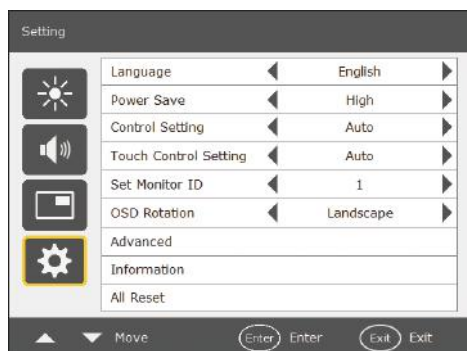 Setting
Language English
Power Save High
Control Setting Auto
Touch Control Setting Auto
Set Monitor ID 1
OSD Rotation Landscape
Advanced
Information
All Reset
Move Enter Enter Exit Exit